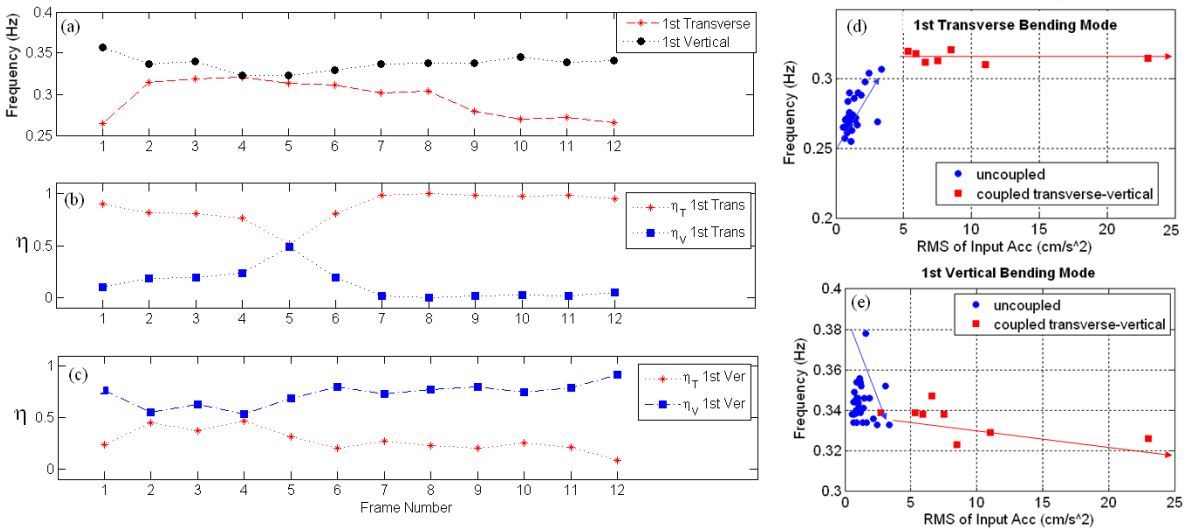 (a)
Frequency (Hz)
0.4
0.35
0.3
0.25
1st Transverse
1st Vertical
1 2 3 4 5 6 7 8 9 10 11 12
(b)
η
1
0.5
0
η_T 1st Trans
η_V 1st Trans
1 2 3 4 5 6 7 8 9 10 11 12
(c)
η
1
0.5
0
η_T 1st Ver
η_V 1st Ver
1 2 3 4 5 6 7 8 9 10 11 12
Frame Number
(d)
1st Transverse Bending Mode
Frequency (Hz)
0.3
0.25
0.2
uncoupled
coupled transverse-vertical
0 5 10 15 20 25
RMS of Input Acc (cm/s^2)
1st Vertical Bending Mode
(e)
Frequency (Hz)
0.4
0.38
0.36
0.34
0.32
0.3
uncoupled
coupled transverse-vertical
0 5 10 15 20 25
RMS of Input Acc (cm/s^2)